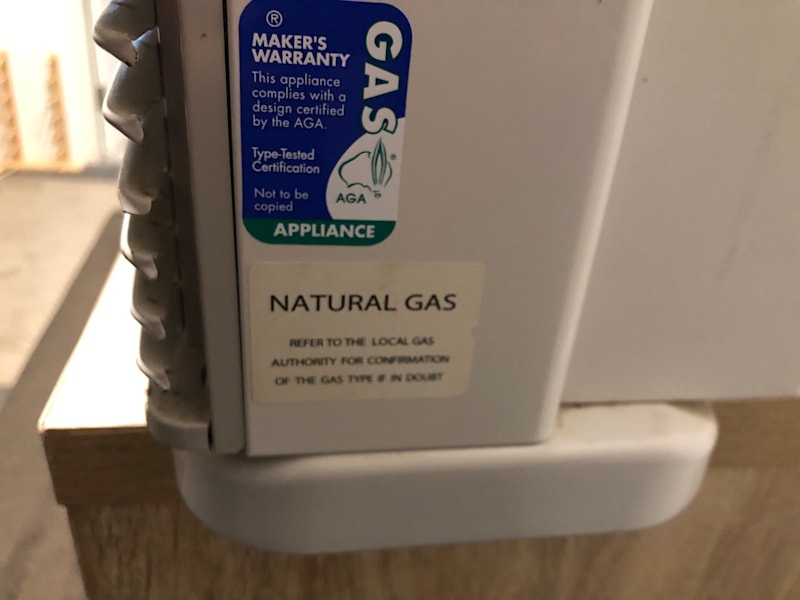 ®
MAKER'S
WARRANTY
This appliance
complies with a
design certified
by the AGA.
Type-Tested
Certification
Not to be
copied
GAS
®
AGA
APPLIANCE
NATURAL GAS
REFER TO THE LOCAL GAS
AUTHORITY FOR CONFIRMATION
OF THE GAS TYPE IF IN DOUBT